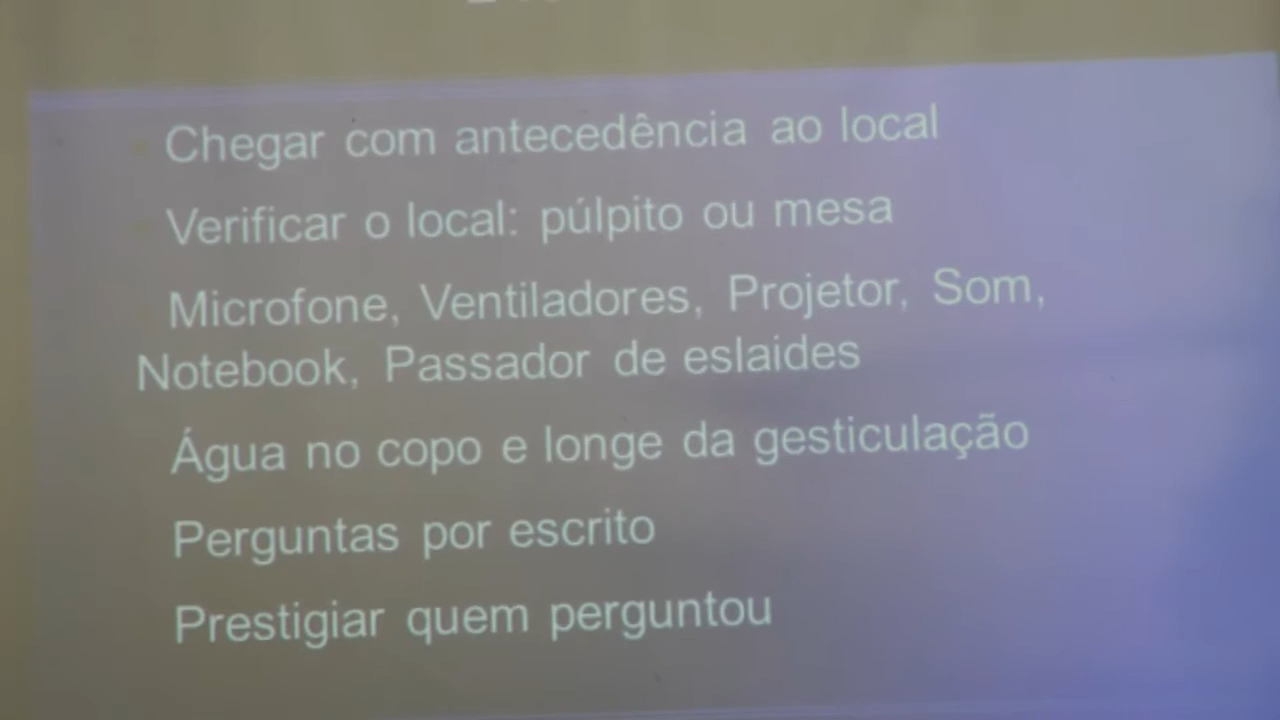 Chegar com antecedência ao local
Verificar o local: púlpito ou mesa
Microfone, Ventiladores, Projetor, Som,
Notebook, Passador de eslaides
Água no copo e longe da gesticulação
Perguntas por escrito
Prestigiar quem perguntou